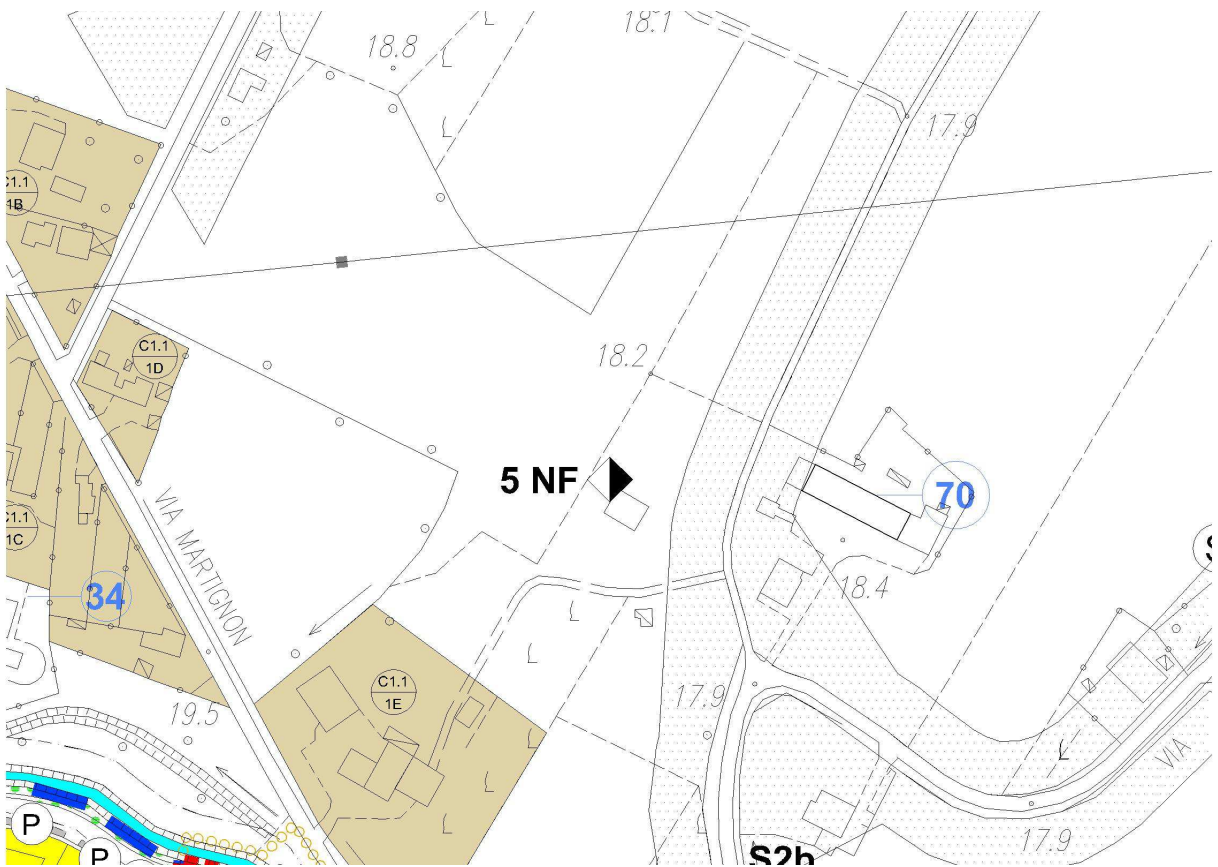 18.1
18.8
17.9
C1.1
1B
18.2
C1.1
1D
5 NF
70
VIA MARTIGNON
C1.1
1C
18.4
34
C1.1
1E
17.9
19.5
VIA
P
P
17.9
S2b